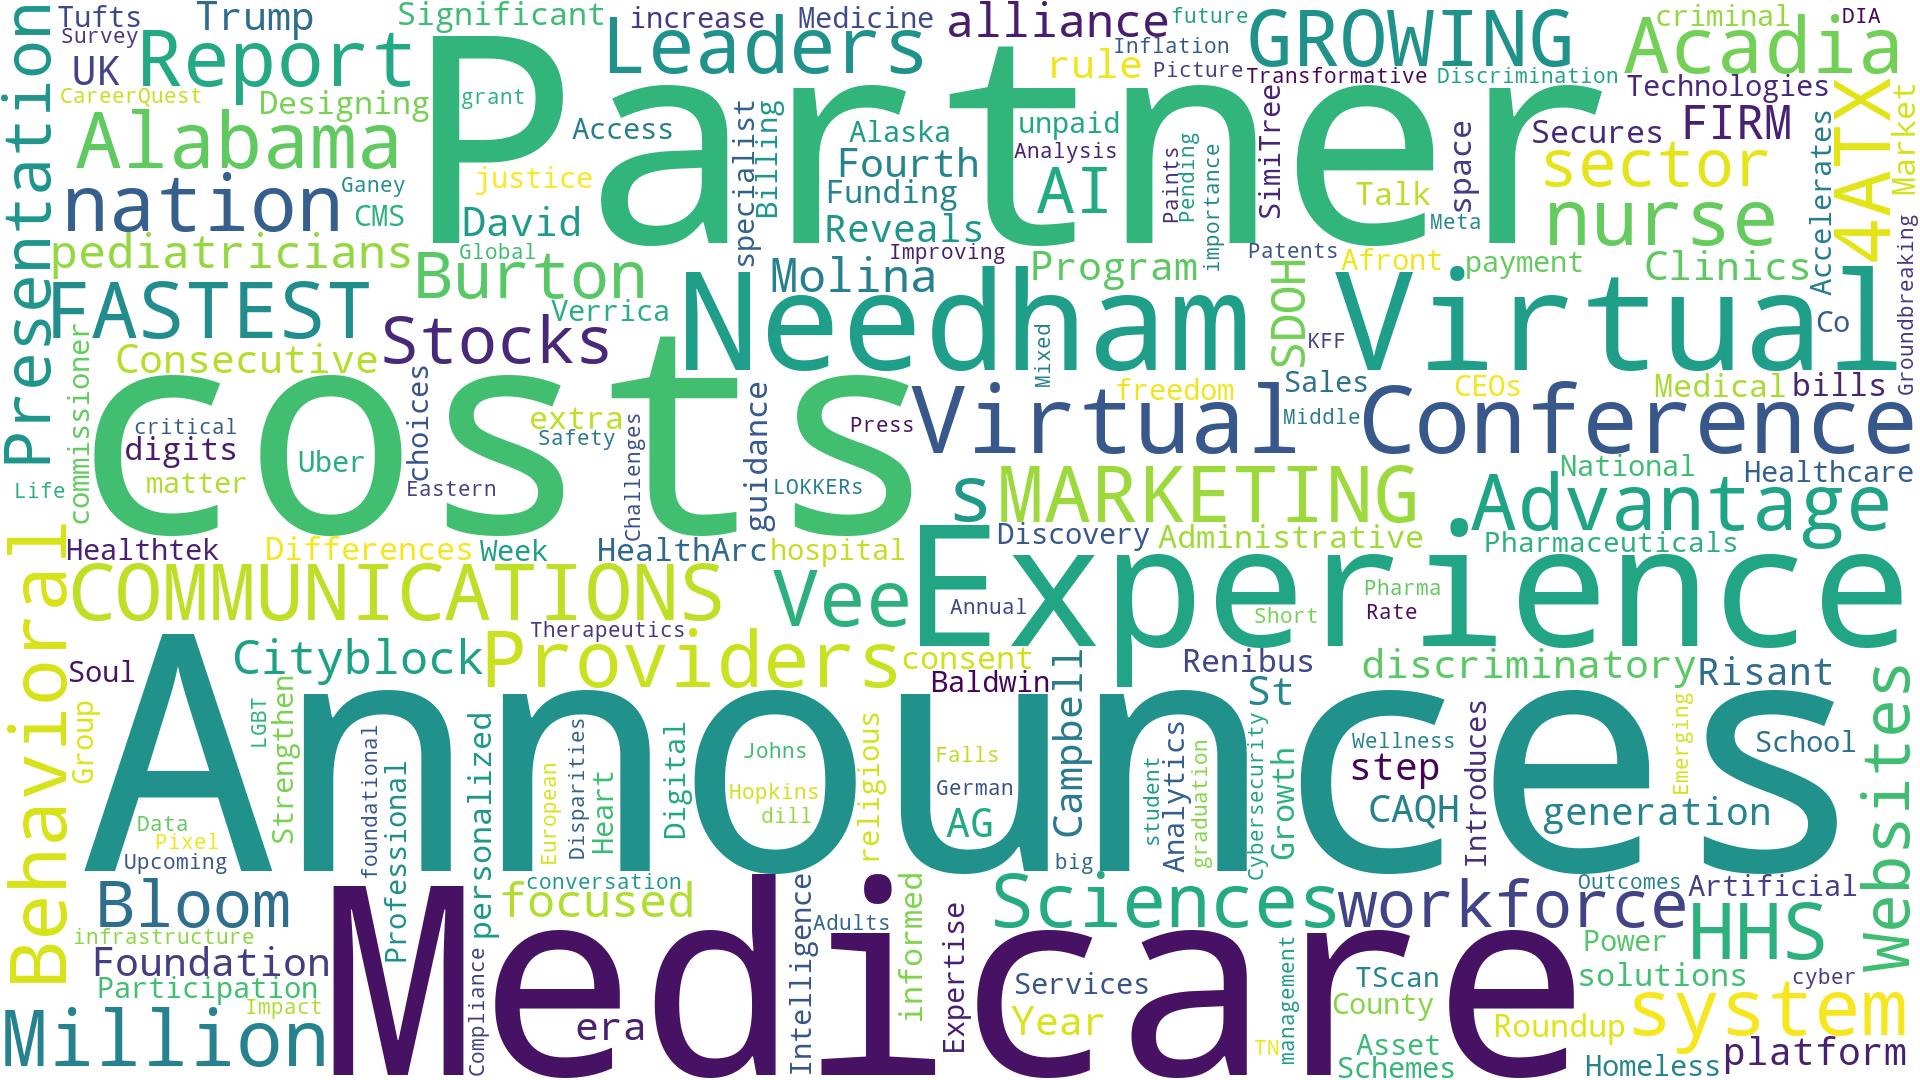 Tufts
Trump
Significant
increase
Medicine
alliance
future
GROWING
criminal
DIA
Survey
UK
Report
Leaders
Inflation
rule
Picture
Transformative
Discrimination
Acadia
Technologies
CareerQuest
Designing
Partner
grant
Access
Alaska
unpaid
Secures
FIRM
4ATX
Market
Presentation
Alabama
specialist
Billing
Fourth
Analysis
AI
Paints
Pending
importance
SimiTree
space
sector
Accelerates
nation
Ganey
CMS
justice
David
Funding
Reveals
Talk
Meta
nurse
Groundbreaking
pediatricians
Global
Improving
Patents
Afront
payment
Clinics
FASTEST
Burton
Verrica
Molina
Program
SDOH
Virtual
Co
Stocks
Needham
Mixed
KFF
commissioner
Consecutive
choices
costs
extra
guidance
freedom
Sales
CEOs
Medical
bills
critical
digits
Uber
Safety
Challenges
Press
Virtual
Middle
Conference
matter
Life
Eastern
LOKKERs
s
MARKETING
National
Healthcare
Advantage
Healthtek
Differences
Week
HealthArc
hospital
Discovery
Administrative
Pharmaceuticals
Behavioral
COMMUNICATIONS
Vee
Experience
Annual
Short
Pharma
Rate
Therapeutics
Soul
Cityblock
Providers
consent
Baldwin
Campbell
Renibus
St
discriminatory
Risant
Websites
Group
LGBT
Strengthen
Announces
foundational
Professional
personalized
European
Disparities
Heart
Digital
Johns
Hopkins
dill
religious
Falls
German
AG
big
student
Analytics
graduation
Cybersecurity
Growth
Wellness
step
CAQH
Introduces
generation
Emerging
School
Data
Pixel
Upcoming
Bloom
conversation
focused
Intelligence
Adults
informed
Expertise
Sciences
workforce
Outcomes
Artificial
HHS
infrastructure
Foundation
Participation
Impact
Million
Medicare
Compliance
era
Services
Year
management
TN
TScan
County
Asset
Schemes
Power
solutions
cyber
Roundup
system
Homeless
platform